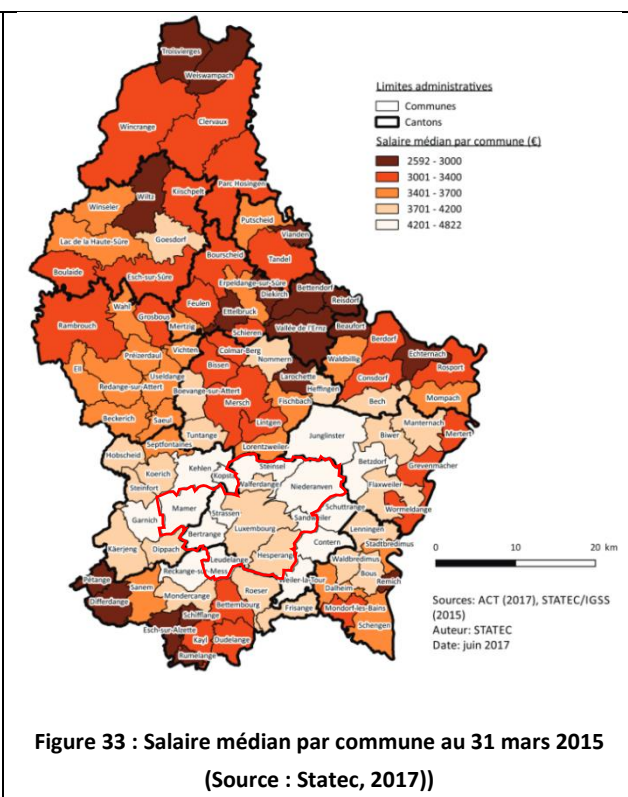 Troisvierges
Weiswampach
Wincrange
Clervaux
Limites administratives
Communes
Cantons
Salaire médian par commune (€)
2592 - 3000
3001 - 3400
3401 - 3700
3701 - 4200
4201 - 4822
Parc Hosingen
Wiltz
Kiischpelt
Winseler
Putscheid
Lac de la Haute-Sûre
Goesdorf
Vianden
Bourscheid
Tandel
Boulaide
Esch-sur-Sûre
Erpeldange-sur-Sûre
Bettendorf
Diekirch
Reisdorf
Wahl
Feulen
Ettelbruck
Rambrouch
Grosbous
Mertzig
Schieren
Vallée de l'Ernz
Beaufort
Berdorf
Echternach
Vichten
Colmar-Berg
Nommern
Waldbillig
Rosport
Préizerdaul
Bissen
Ell
Useldange
Larochette
Consdorf
Redange-sur-Attert
Boevange-sur-Attert
Mersch
Heffingen
Fischbach
Bech
Mompach
Beckerich
Saeul
Lintgen
Tuntange
Junglinster
Manternach
Septfontaines
Lorentzweiler
Biwer
Mertert
Hobscheid
Kehlen
Steinsel
Betzdorf
Koerich
Kopstal
Walferdange
Grevenmacher
Steinfort
Niederanven
Flaxweiler
Mamer
Strassen
Schuttrange
Wormeldange
Garnich
Sandweiler
Luxembourg
Bertrange
Lenningen
Contern
Stadtbredimus
Käerjeng
Dippach
Leudelange
Hesperange
Waldbredimus
Reckange-sur-Mess
Weiler-la-Tour
Bous
Pétange
Roeser
Dalheim
Remich
Sanem
Mondercange
Differdange
Bettembourg
Frisange
Mondorf-les-Bains
Schifflange
Esch-sur-Alzette
Schengen
Kayl
Dudelange
Rumelange
0 10 20 km
Sources: ACT (2017), STATEC/IGSS
(2015)
Auteur: STATEC
Date: juin 2017
Figure 33 : Salaire médian par commune au 31 mars 2015
(Source : Statec, 2017))